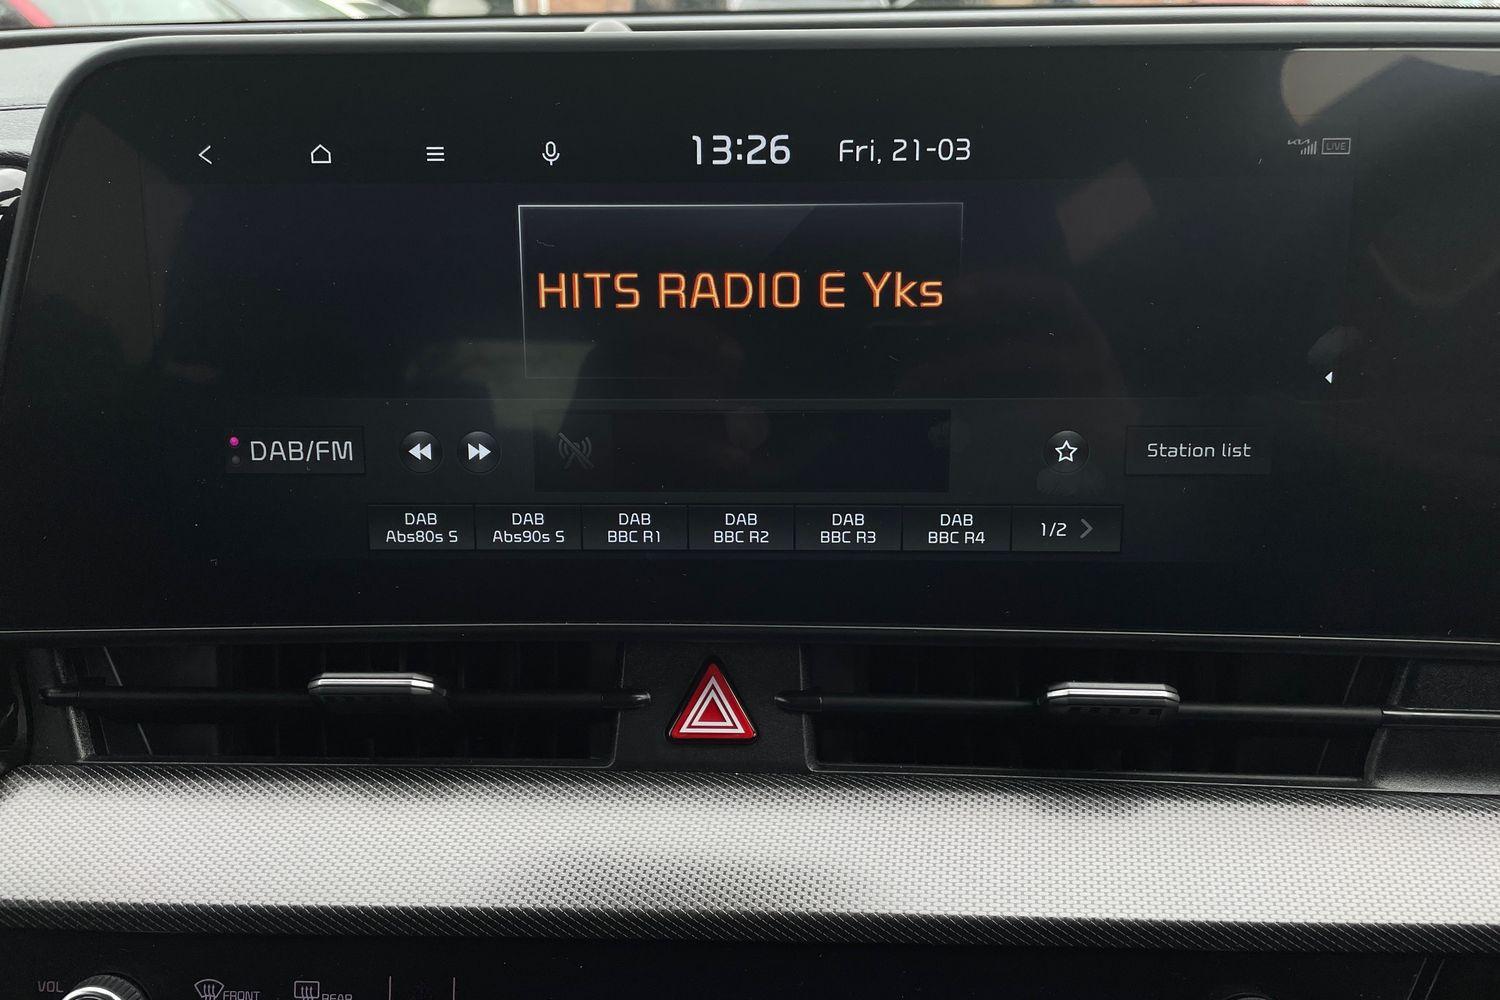 13:26 Fri, 21-03 KIA LIVE
HITS RADIO E Yks
DAB/FM Station list
DAB DAB DAB DAB DAB DAB
Abs80s S Abs90s S BBC R1 BBC R2 BBC R3 BBC R4 1/2
VOL FRONT REAR